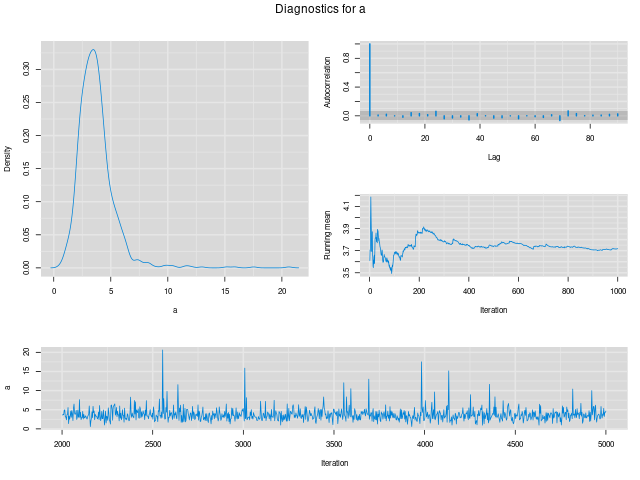 Diagnostics for a
Density
0.00 0.05 0.10 0.15 0.20 0.25 0.30
0 5 10 15 20
a
Autocorrelation
0.0 0.4 0.8
0 20 40 60 80
Lag
Running mean
3.5 3.7 3.9 4.1
0 200 400 600 800 1000
Iteration
a
0 5 10 15 20
2000 2500 3000 3500 4000 4500 5000
Iteration